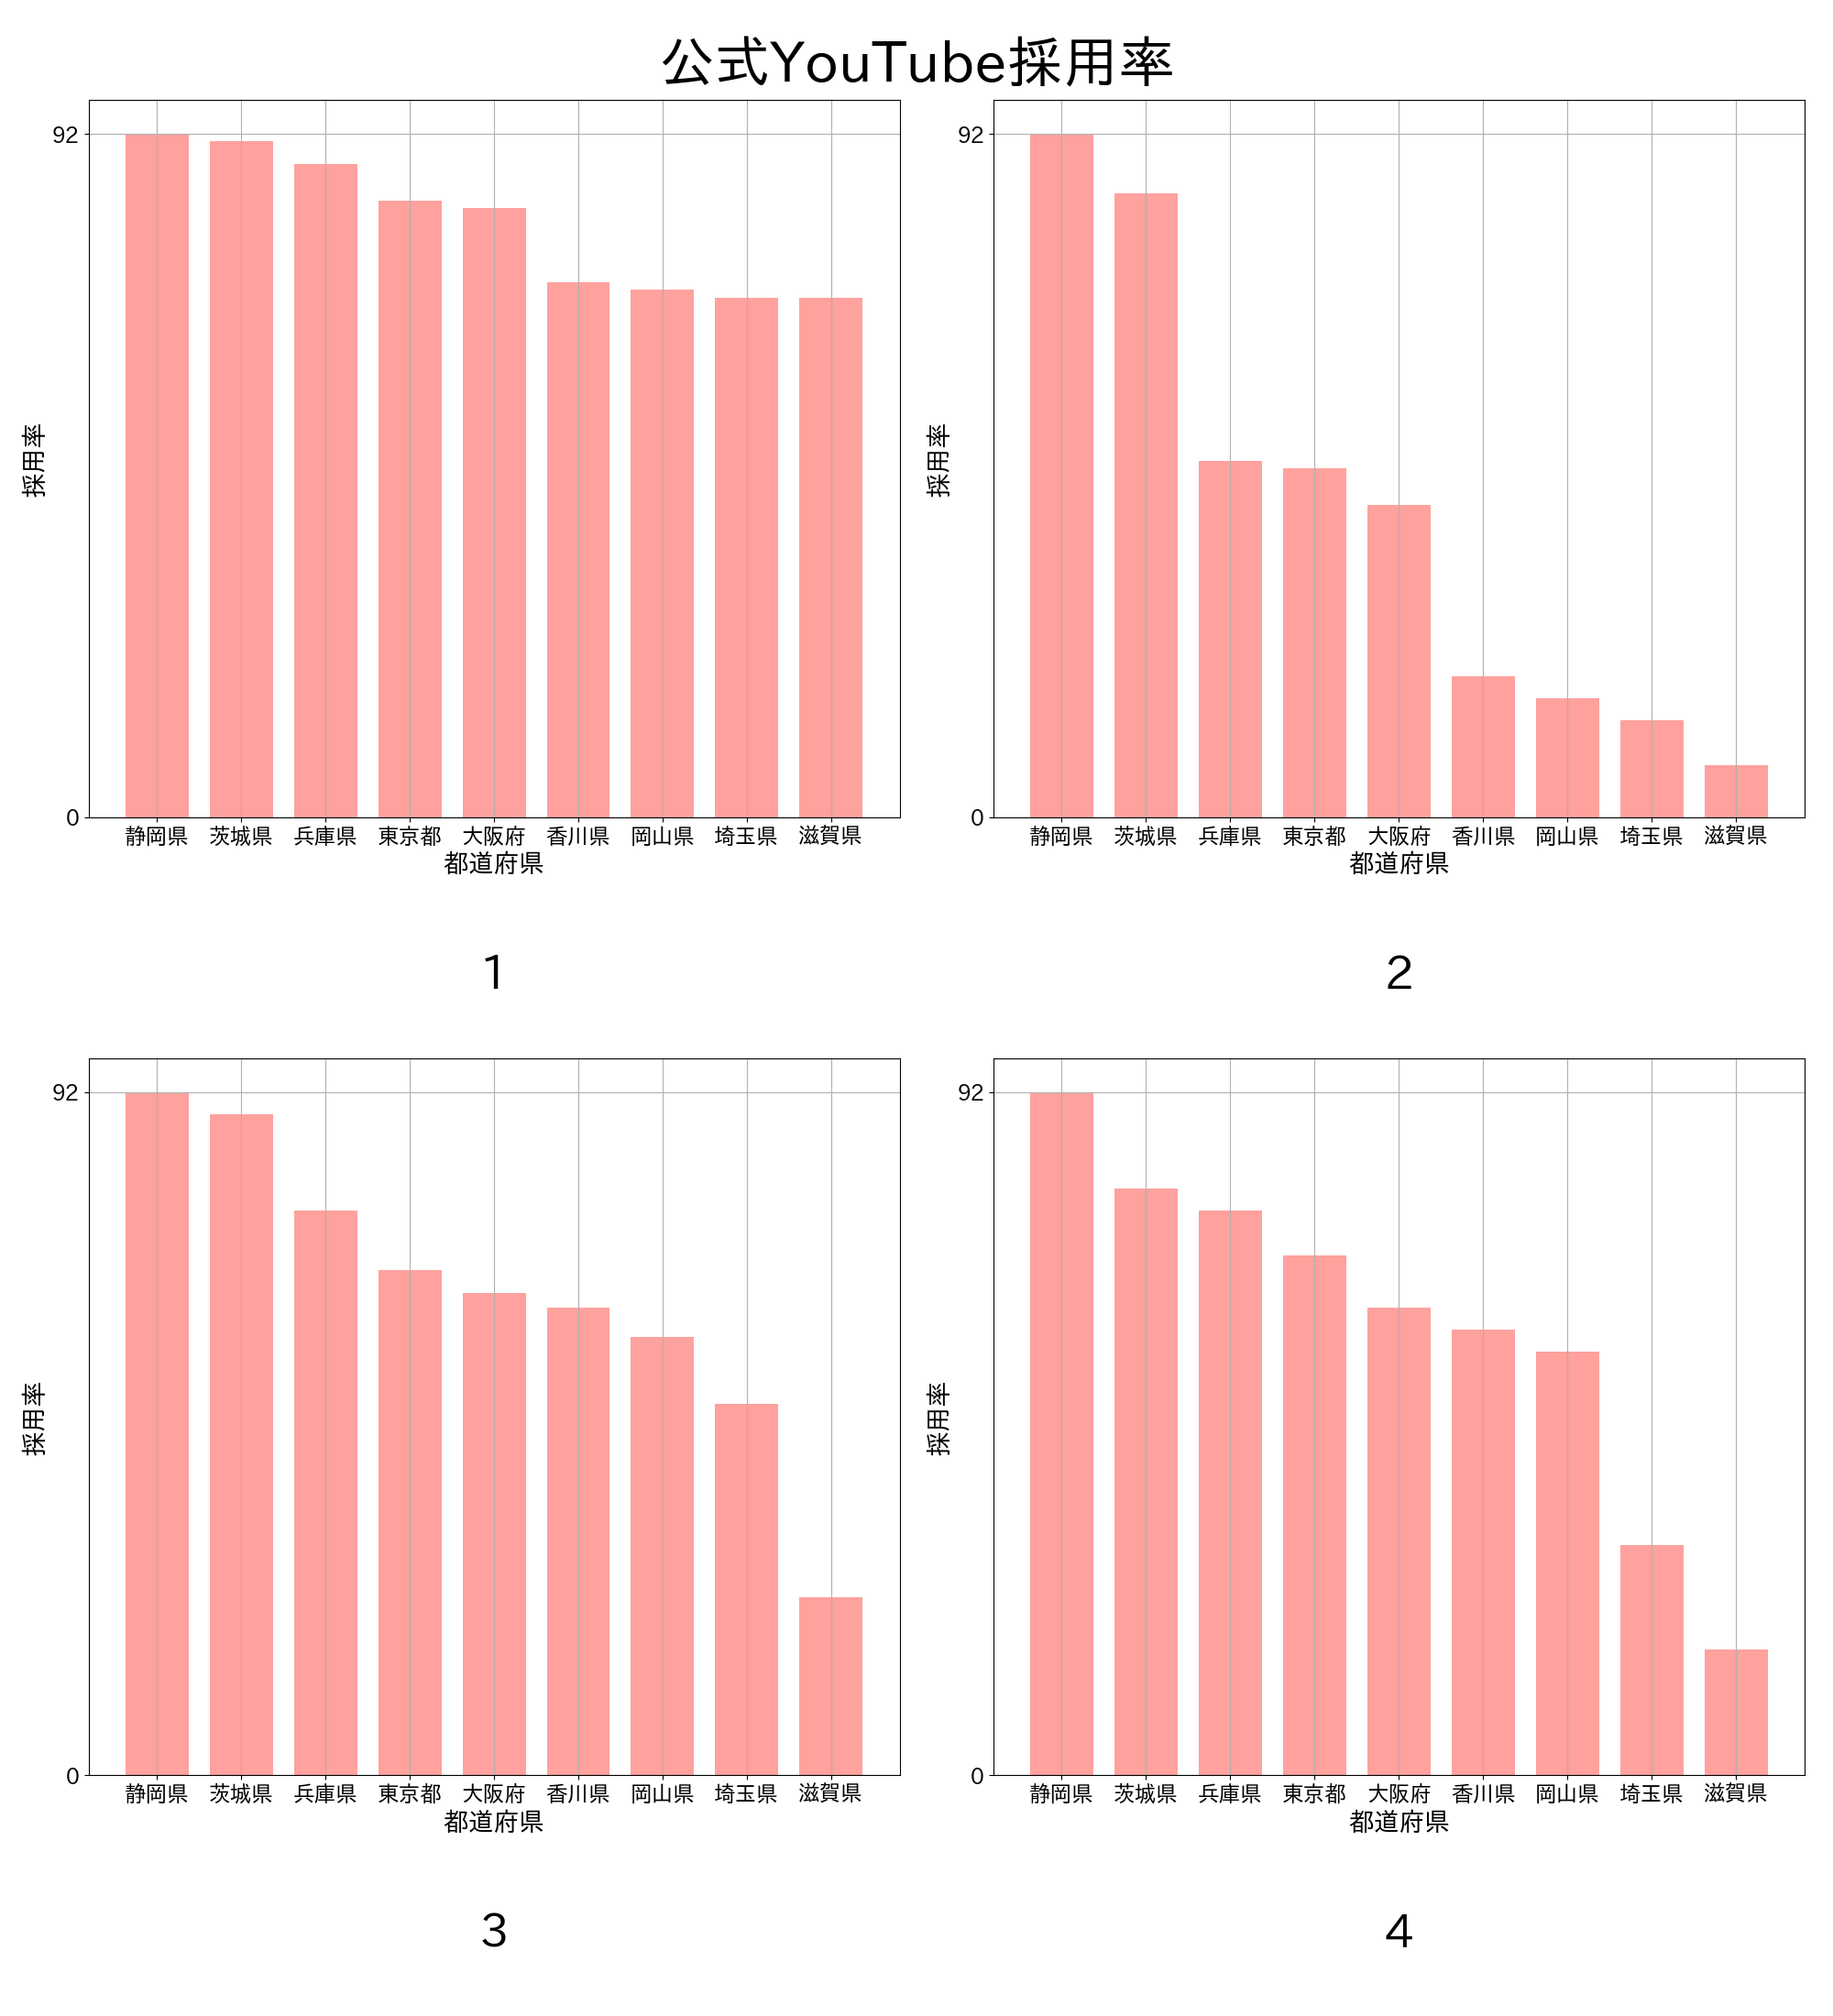 公式YouTube採用率
92
0
採用率
静岡県 茨城県 兵庫県 東京都 大阪府 香川県 岡山県 埼玉県 滋賀県
都道府県
1
92
0
採用率
静岡県 茨城県 兵庫県 東京都 大阪府 香川県 岡山県 埼玉県 滋賀県
都道府県
2
92
0
採用率
静岡県 茨城県 兵庫県 東京都 大阪府 香川県 岡山県 埼玉県 滋賀県
都道府県
3
92
0
採用率
静岡県 茨城県 兵庫県 東京都 大阪府 香川県 岡山県 埼玉県 滋賀県
都道府県
4